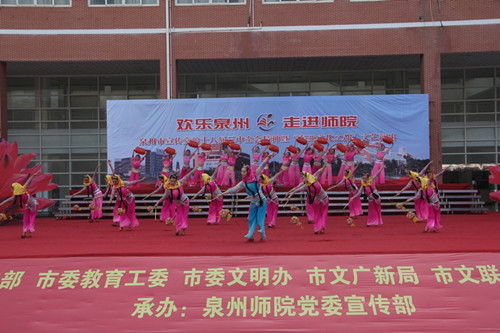 欢乐泉州 走进师院
部 市委教育工委 市委文明办 市文广新局 市文联
承办：泉州师院党委宣传部